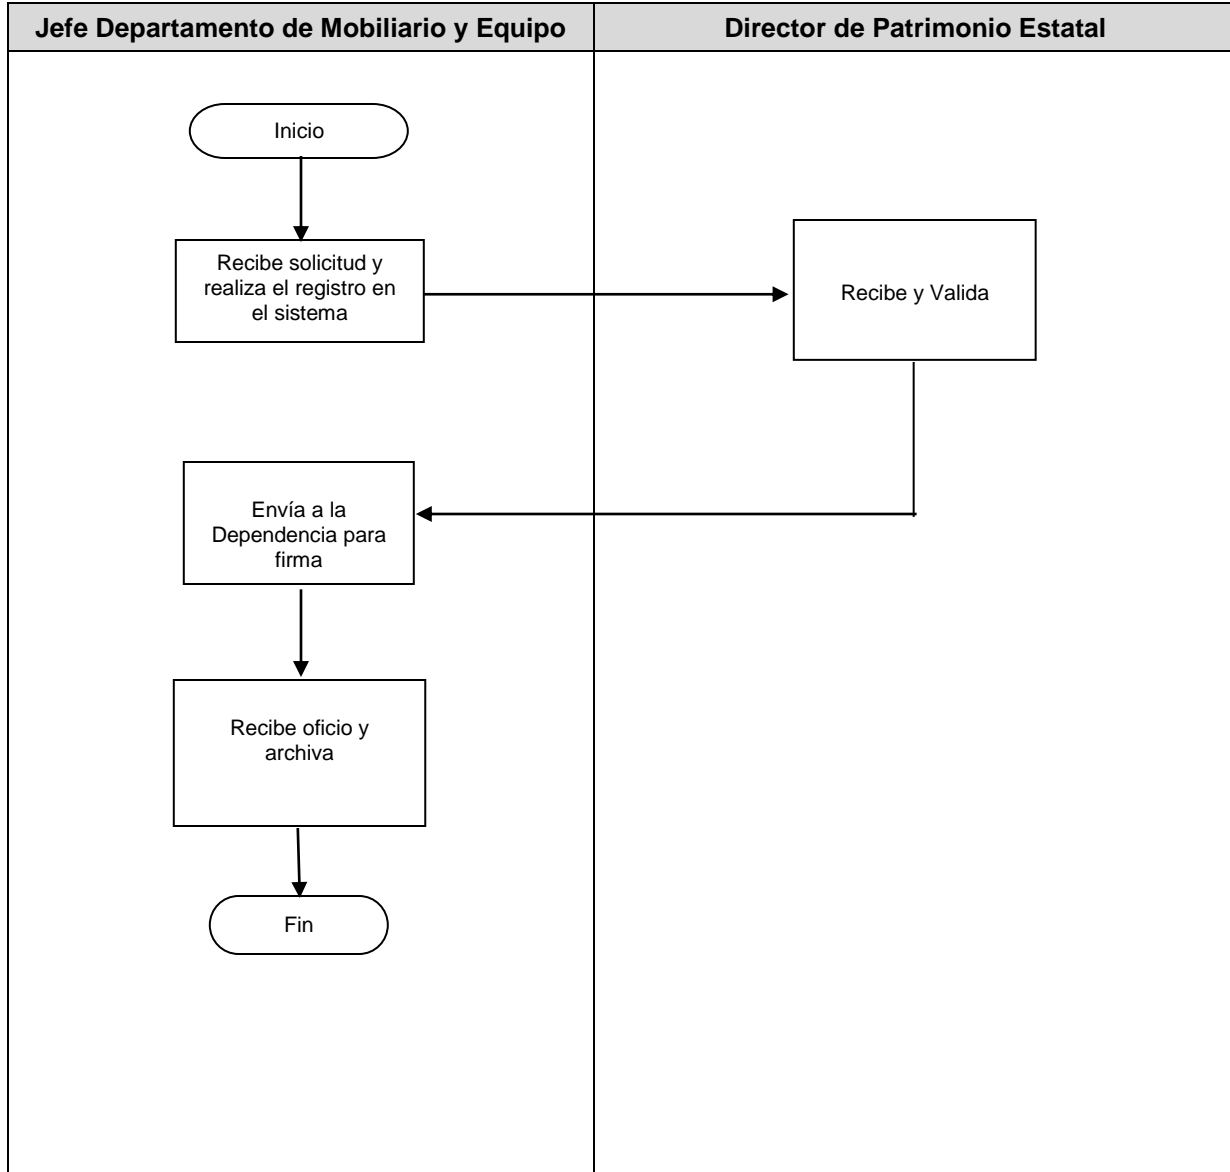 Jefe Departamento de Mobiliario y Equipo
Director de Patrimonio Estatal
Inicio
Recibe solicitud y
realiza el registro en
el sistema
Recibe y Valida
Envía a la
Dependencia para
firma
Recibe oficio y
archiva
Fin